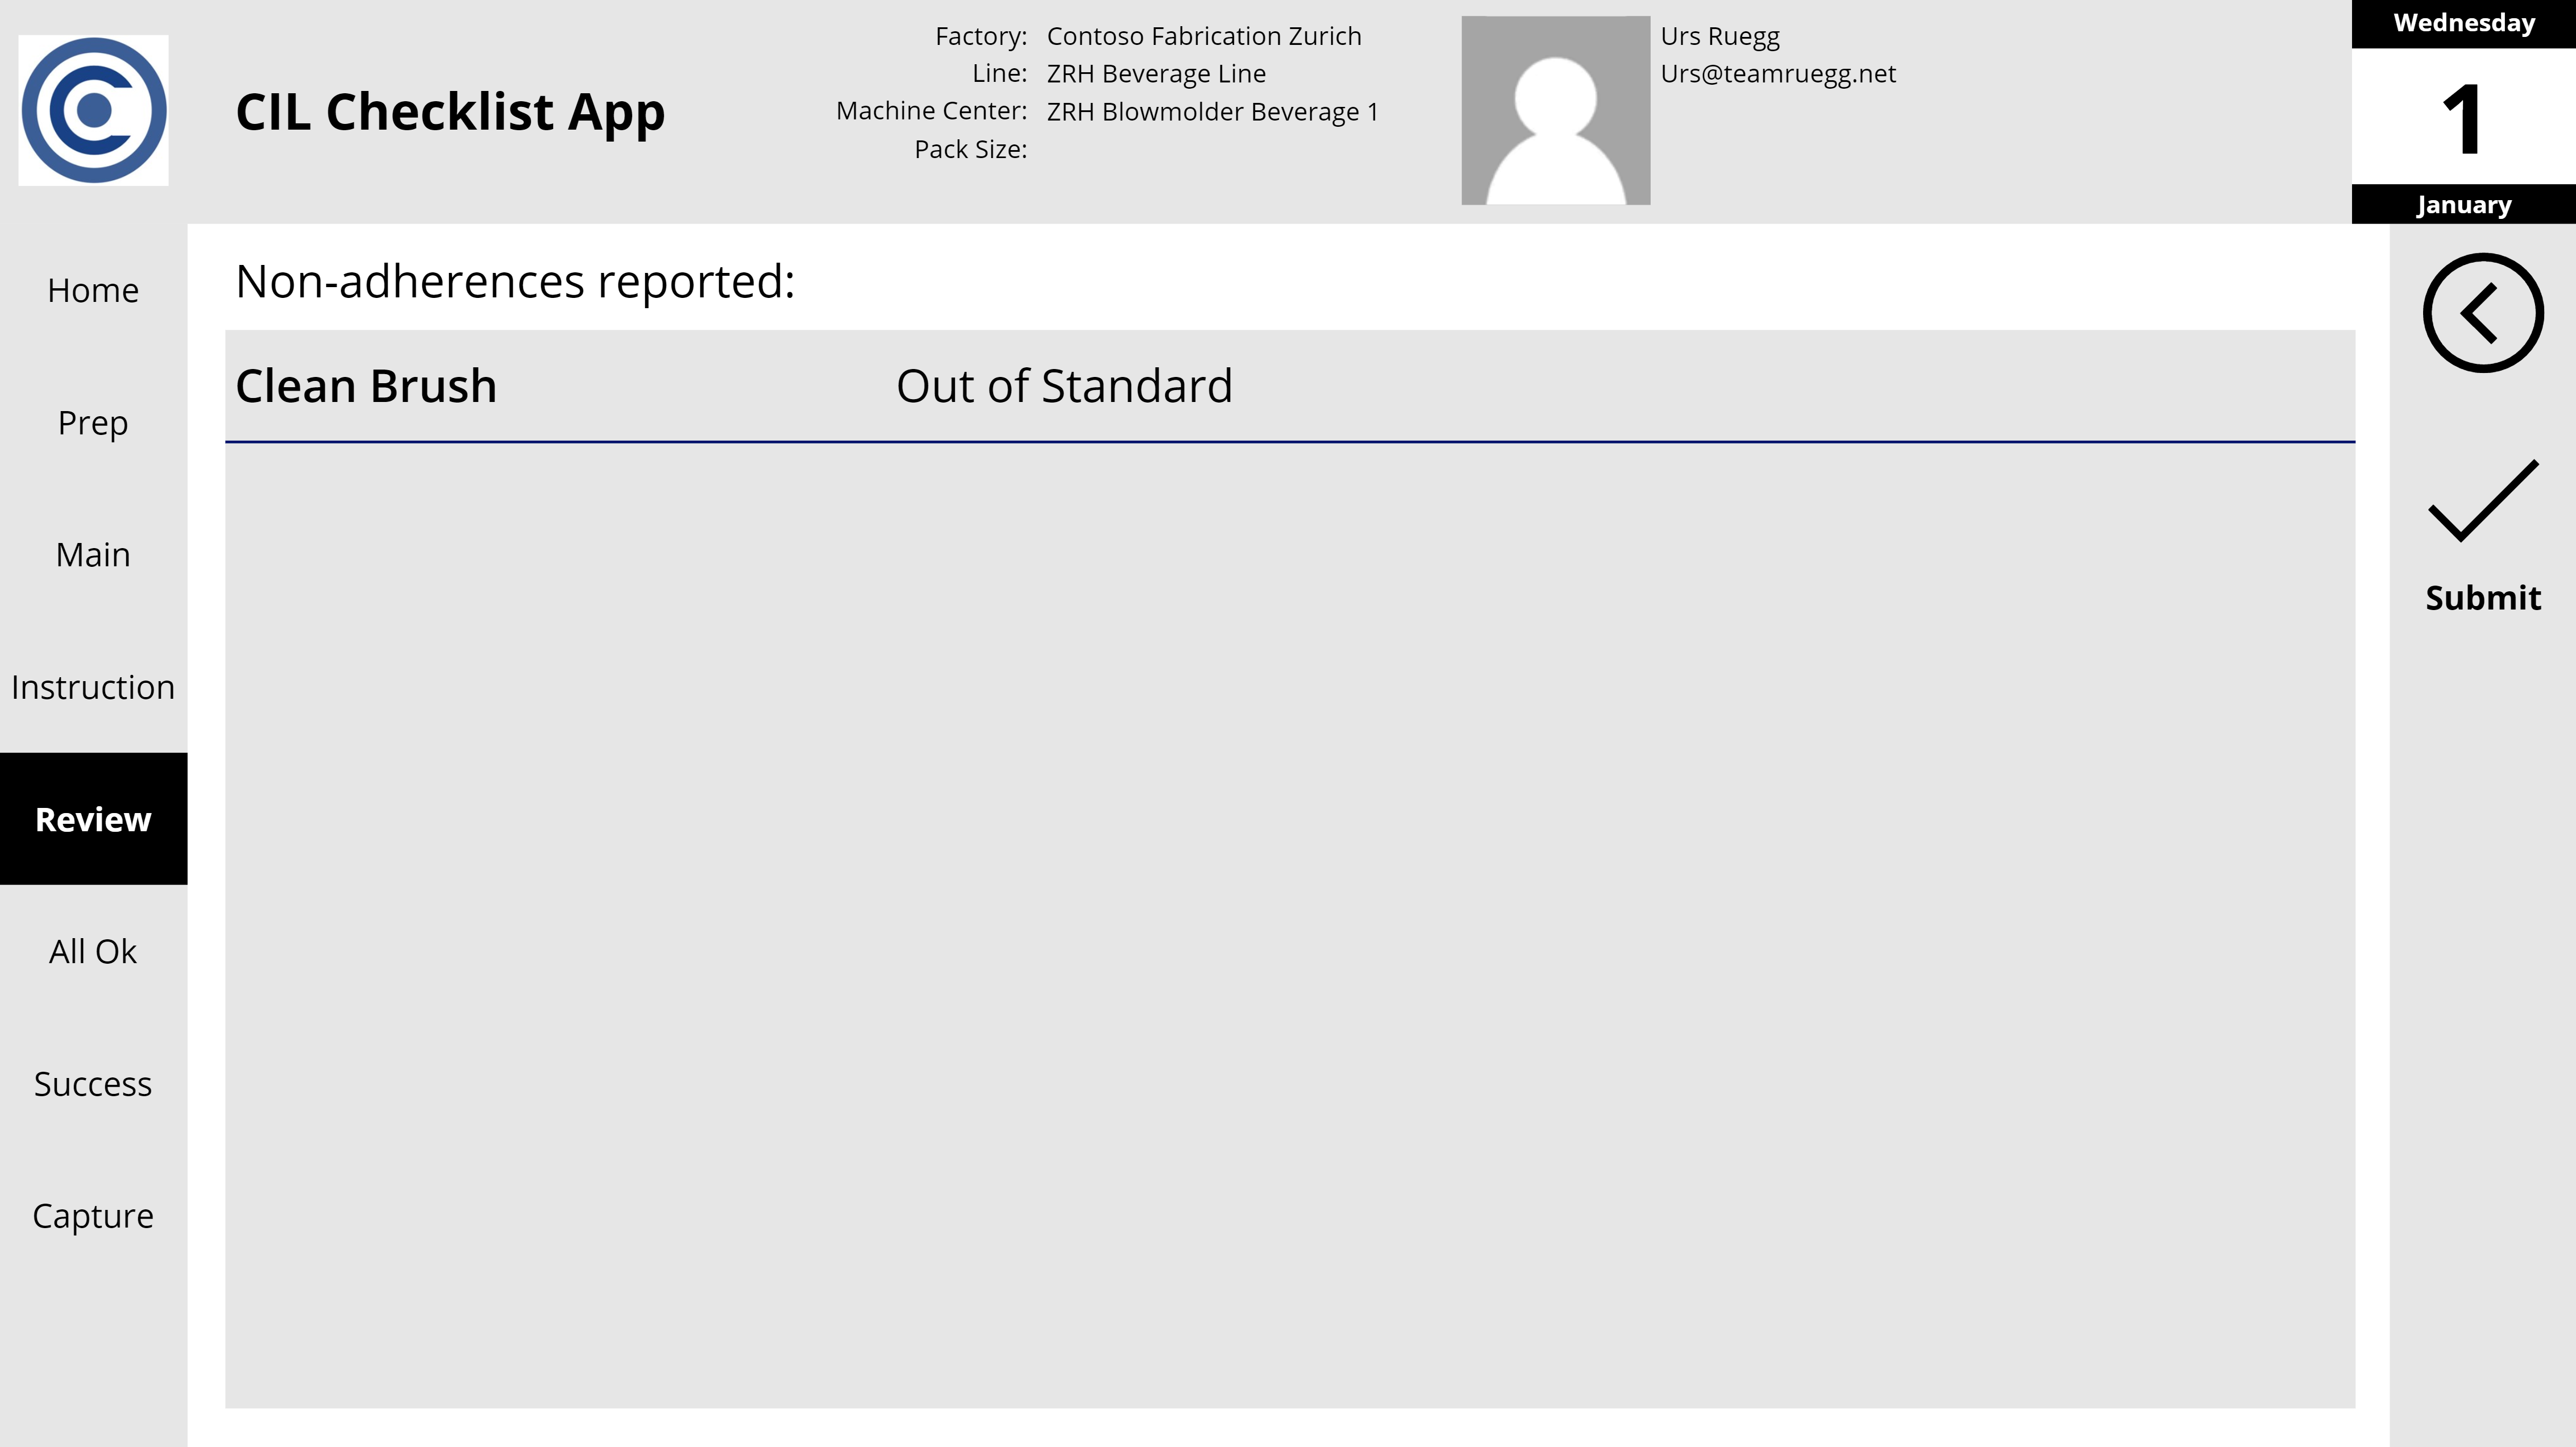 CIL Checklist App
Factory: Contoso Fabrication Zurich
Line: ZRH Beverage Line
Machine Center: ZRH Blowmolder Beverage 1
Pack Size:
Urs Ruegg
Urs@teamruegg.net
Wednesday
1
January
Home
Prep
Main
Instruction
Review
All Ok
Success
Capture
Non-adherences reported:
Clean Brush Out of Standard
Submit